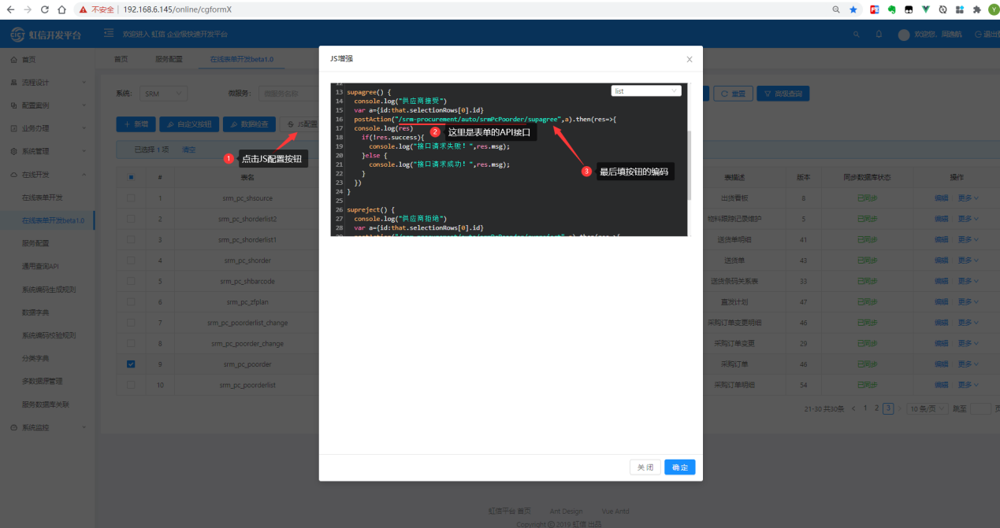 不安全 192.168.6.145/online/cgformX
虹信开发平台
欢迎进入 虹信 企业级快速开发平台
首页
流程设计
配置案例
业务办理
系统管理
在线开发
在线表单开发
在线表单开发beta1.0
服务配置
通用查询API
系统编码生成规则
数据字典
系统编码校验规则
分类字典
多数据源管理
服务数据库关联
系统监控
首页 服务配置 在线表单开发beta1.0
系统: SRM 微服务: 微服务名称
重置 高级查询
+ 新增 自定义按钮 数据检查 JS配置
已选择 1 项 清空
# 表名 表描述 版本 同步数据库状态 操作
1 srm_pc_shsource 出货看板 8 已同步 编辑 更多
2 srm_pc_shorderlist2 物料跟踪记录维护 5 已同步 编辑 更多
3 srm_pc_shorderlist1 送货单明细 41 已同步 编辑 更多
4 srm_pc_shorder 送货单 43 已同步 编辑 更多
5 srm_pc_shbarcode 送货条码关系表 33 已同步 编辑 更多
6 srm_pc_zfplan 直发计划 47 已同步 编辑 更多
7 srm_pc_poorderlist_change 采购订单变更明细 46 已同步 编辑 更多
8 srm_pc_poorder_change 采购订单变更 29 已同步 编辑 更多
9 srm_pc_poorder 采购订单 46 已同步 编辑 更多
10 srm_pc_poorderlist 采购订单明细 54 已同步 编辑 更多
21-30 共30条 < 1 2 3 > 10 条/页 跳至
JS增强
list
12
13 supagree() {
14 console.log("供应商接受")
15 var a={id:that.selectionRows[0].id}
16 postAction("/srm-procurement/auto/srmPcPoorder/supagree",a).then(res=>{
17 console.log(res)
18 if(!res.success){
19 console.log("接口请求失败！",res.msg);
20 }else {
21 console.log("接口请求成功！",res.msg);
22 }
23 })
24 }
25
26 supreject() {
27 console.log("供应商拒绝")
28 var a={id:that.selectionRows[0].id}
1 点击JS配置按钮
2 这里是表单的API接口
3 最后填按钮的编码
关 闭 确 定
虹信平台 首页 Ant Design Vue Antd
Copyright © 2019 虹信 出品